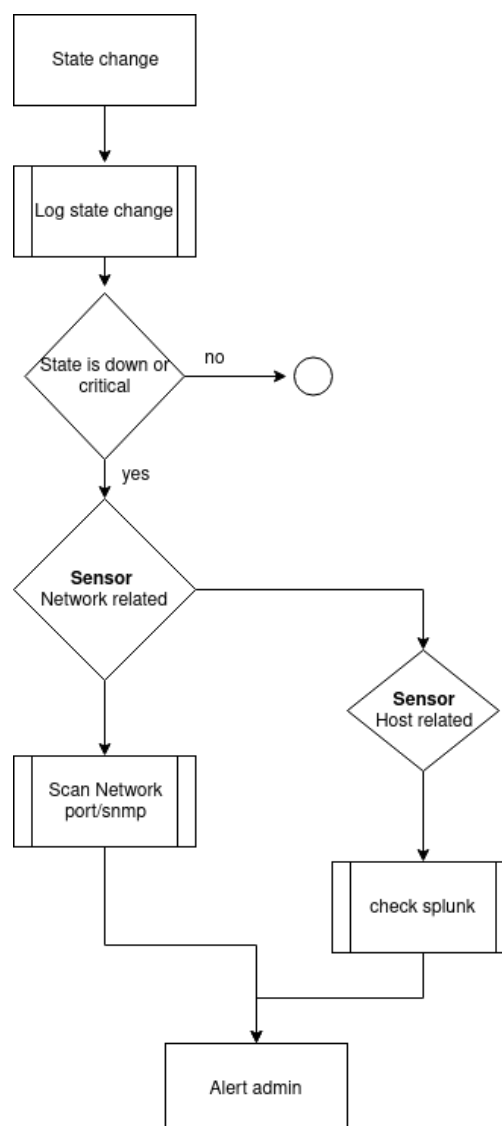 State change
Log state change
State is down or
critical
no
yes
Sensor
Network related
Sensor
Host related
Scan Network
port/snmp
check splunk
Alert admin